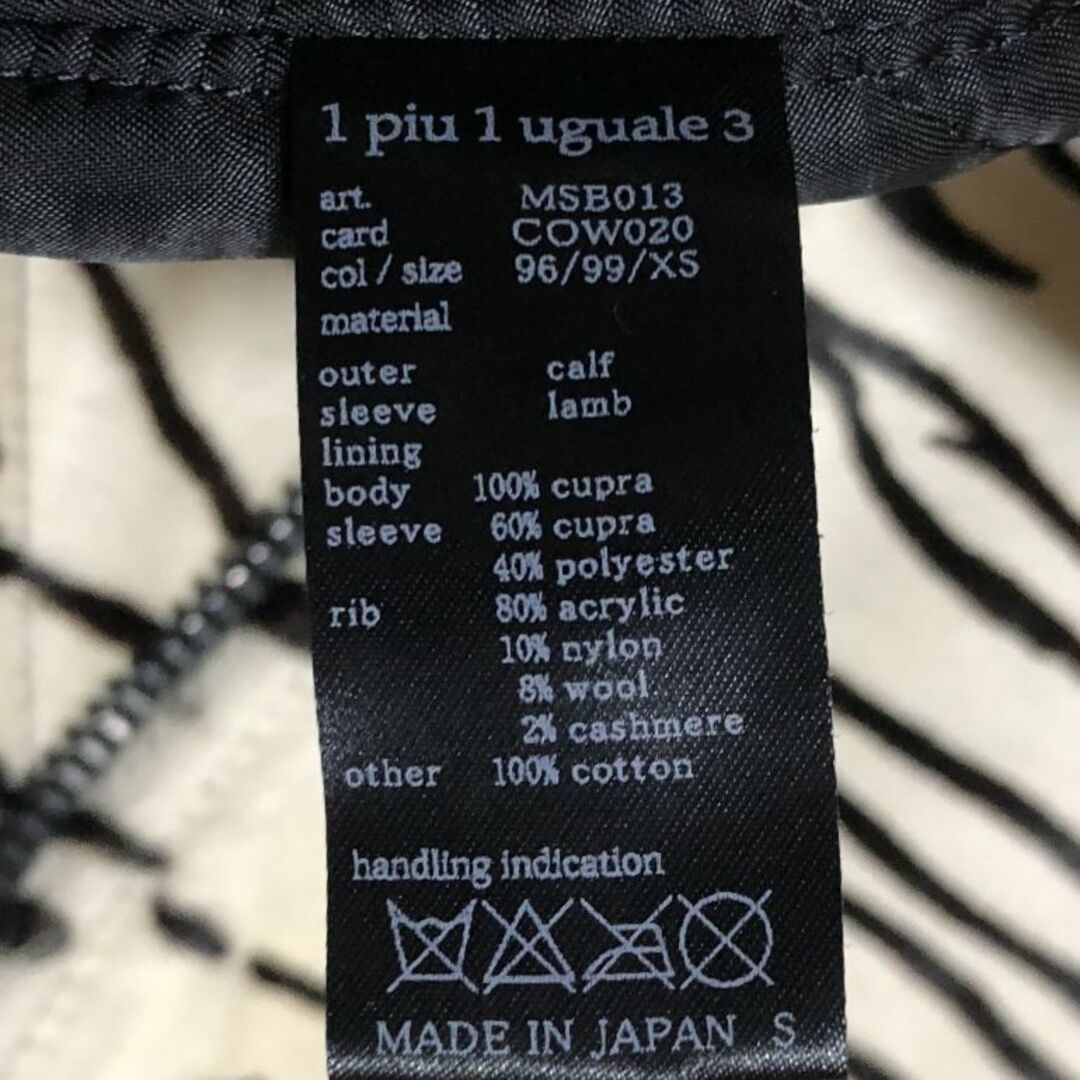 1 piu 1 uguale 3
art. MSB013
card COW020
col / size 96/99/XS
material
outer calf
sleeve lamb
lining
body 100% cupra
sleeve 60% cupra
40% polyester
rib 80% acrylic
10% nylon
8% wool
2% cashmere
other 100% cotton
handling indication
MADE IN JAPAN S